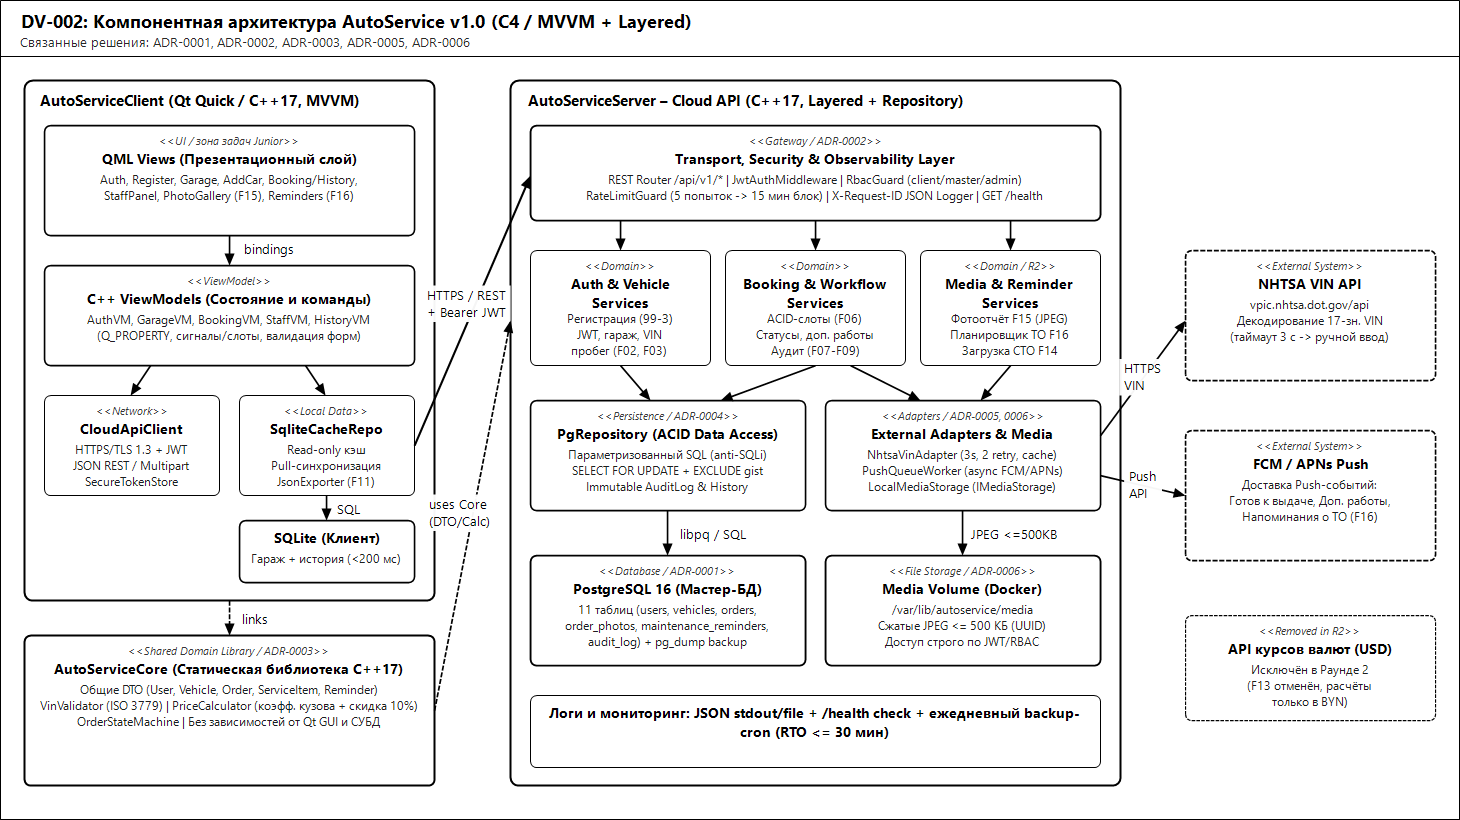 DV-002: Компонентная архитектура AutoService v1.0 (C4 / MVVM + Layered)
Связанные решения: ADR-0001, ADR-0002, ADR-0003, ADR-0005, ADR-0006
AutoServiceClient (Qt Quick / C++17, MVVM)
<<UI / зона задач Junior>>
QML Views (Презентационный слой)
Auth, Register, Garage, AddCar, Booking/History,
StaffPanel, PhotoGallery (F15), Reminders (F16)
bindings
<<ViewModel>>
C++ ViewModels (Состояние и команды)
AuthVM, GarageVM, BookingVM, StaffVM, HistoryVM
(Q_PROPERTY, сигналы/слоты, валидация форм)
<<Network>>
CloudApiClient
HTTPS/TLS 1.3 + JWT
JSON REST / Multipart
SecureTokenStore
<<Local Data>>
SqliteCacheRepo
Read-only кэш
Pull-синхронизация
JsonExporter (F11)
SQL
SQLite (Клиент)
Гараж + история (<200 мс)
links
<<Shared Domain Library / ADR-0003>>
AutoServiceCore (Статическая библиотека C++17)
Общие DTO (User, Vehicle, Order, ServiceItem, Reminder)
VinValidator (ISO 3779) | PriceCalculator (коэфф. кузова + скидка 10%)
OrderStateMachine | Без зависимостей от Qt GUI и СУБД
HTTPS / REST
+ Bearer JWT
uses Core
(DTO/Calc)
AutoServiceServer – Cloud API (C++17, Layered + Repository)
<<Gateway / ADR-0002>>
Transport, Security & Observability Layer
REST Router /api/v1/* | JwtAuthMiddleware | RbacGuard (client/master/admin)
RateLimitGuard (5 попыток -> 15 мин блок) | X-Request-ID JSON Logger | GET /health
<<Domain>>
Auth & Vehicle
Services
Регистрация (99-3)
JWT, гараж, VIN
пробег (F02, F03)
<<Domain>>
Booking & Workflow
Services
ACID-слоты (F06)
Статусы, доп. работы
Аудит (F07-F09)
<<Domain / R2>>
Media & Reminder
Services
Фотоотчёт F15 (JPEG)
Планировщик ТО F16
Загрузка СТО F14
<<Persistence / ADR-0004>>
PgRepository (ACID Data Access)
Параметризованный SQL (anti-SQLi)
SELECT FOR UPDATE + EXCLUDE gist
Immutable AuditLog & History
<<Adapters / ADR-0005, 0006>>
External Adapters & Media
NhtsaVinAdapter (3s, 2 retry, cache)
PushQueueWorker (async FCM/APNs)
LocalMediaStorage (IMediaStorage)
libpq / SQL
JPEG <=500KB
<<Database / ADR-0001>>
PostgreSQL 16 (Мастер-БД)
11 таблиц (users, vehicles, orders,
order_photos, maintenance_reminders,
audit_log) + pg_dump backup
<<File Storage / ADR-0006>>
Media Volume (Docker)
/var/lib/autoservice/media
Сжатые JPEG <= 500 КБ (UUID)
Доступ строго по JWT/RBAC
Логи и мониторинг: JSON stdout/file + /health check + ежедневный backup-
cron (RTO <= 30 мин)
HTTPS
VIN
Push
API
<<External System>>
NHTSA VIN API
vpic.nhtsa.dot.gov/api
Декодирование 17-зн. VIN
(таймаут 3 с -> ручной ввод)
<<External System>>
FCM / APNs Push
Доставка Push-событий:
Готов к выдаче, Доп. работы,
Напоминания о ТО (F16)
<<Removed in R2>>
API курсов валют (USD)
Исключён в Раунде 2
(F13 отменён, расчёты
только в BYN)